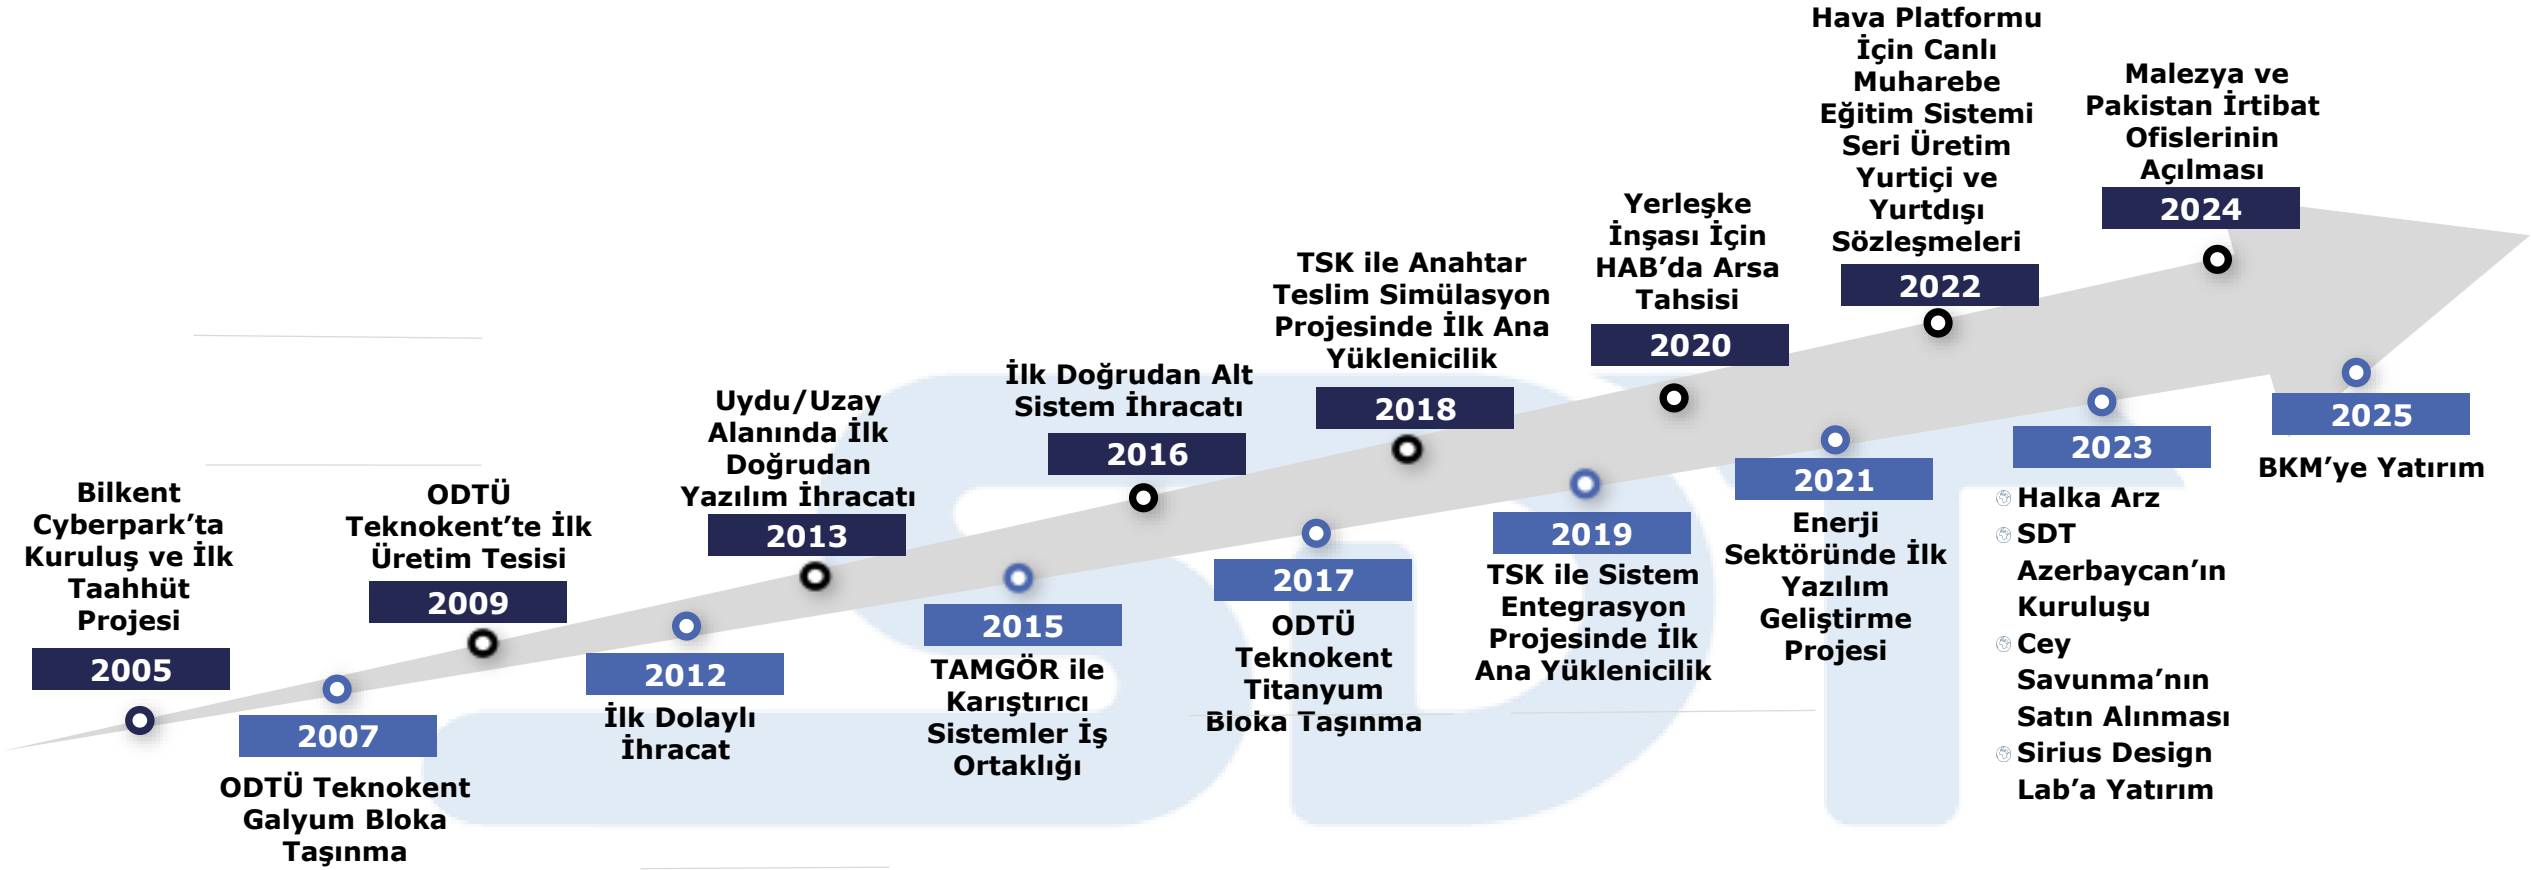 Bilkent
Cyberpark’ta
Kuruluş ve İlk
Taahhüt
Projesi
2005
2007
ODTÜ Teknokent
Galyum Bloka
Taşınma
ODTÜ
Teknokent’te İlk
Üretim Tesisi
2009
2012
İlk Dolaylı
İhracat
Uydu/Uzay
Alanında İlk
Doğrudan
Yazılım İhracatı
2013
2015
TAMGÖR ile
Karıştırıcı
Sistemler İş
Ortaklığı
İlk Doğrudan Alt
Sistem İhracatı
2016
2017
ODTÜ
Teknokent
Titanyum
Bloka Taşınma
TSK ile Anahtar
Teslim Simülasyon
Projesinde İlk Ana
Yüklenicilik
2018
2019
TSK ile Sistem
Entegrasyon
Projesinde İlk
Ana Yüklenicilik
Yerleşke
İnşası İçin
HAB’da Arsa
Tahsisi
2020
2021
Enerji
Sektöründe İlk
Yazılım
Geliştirme
Projesi
Hava Platformu
İçin Canlı
Muharebe
Eğitim Sistemi
Seri Üretim
Yurtiçi ve
Yurtdışı
Sözleşmeleri
2022
2023
Halka Arz
SDT
Azerbaycan’ın
Kuruluşu
Cey
Savunma’nın
Satın Alınması
Sirius Design
Lab’a Yatırım
Malezya ve
Pakistan İrtibat
Ofislerinin
Açılması
2024
2025
BKM’ye Yatırım
SDT